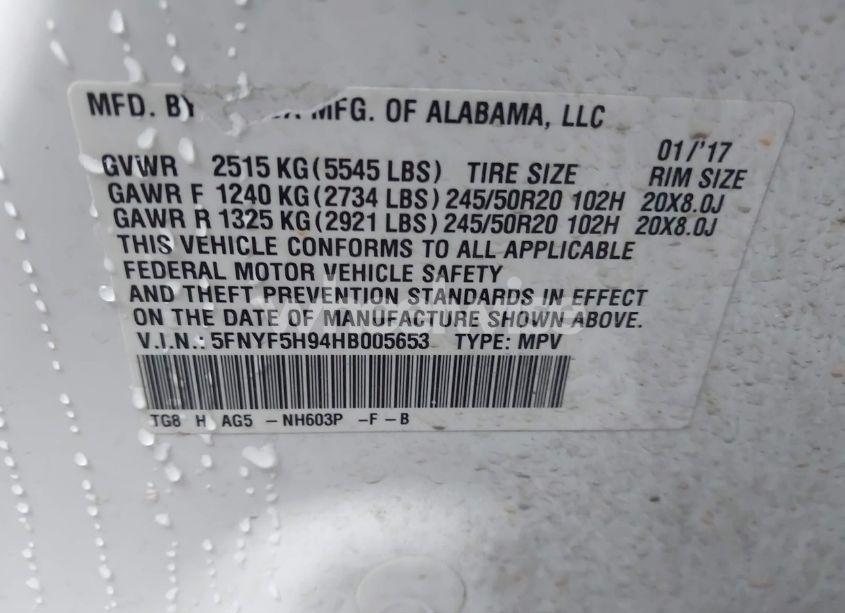 MFD. BY MFG. OF ALABAMA, LLC
01/'17
GVWR 2515 KG (5545 LBS) TIRE SIZE RIM SIZE
GAWR F 1240 KG (2734 LBS) 245/50R20 102H 20X8.0J
GAWR R 1325 KG (2921 LBS) 245/50R20 102H 20X8.0J
THIS VEHICLE CONFORMS TO ALL APPLICABLE
FEDERAL MOTOR VEHICLE SAFETY
AND THEFT PREVENTION STANDARDS IN EFFECT
ON THE DATE OF MANUFACTURE SHOWN ABOVE.
V.I.N.: 5FNYF5H94HB005653 TYPE: MPV
TG8 H AG5 -NH603P -F-B